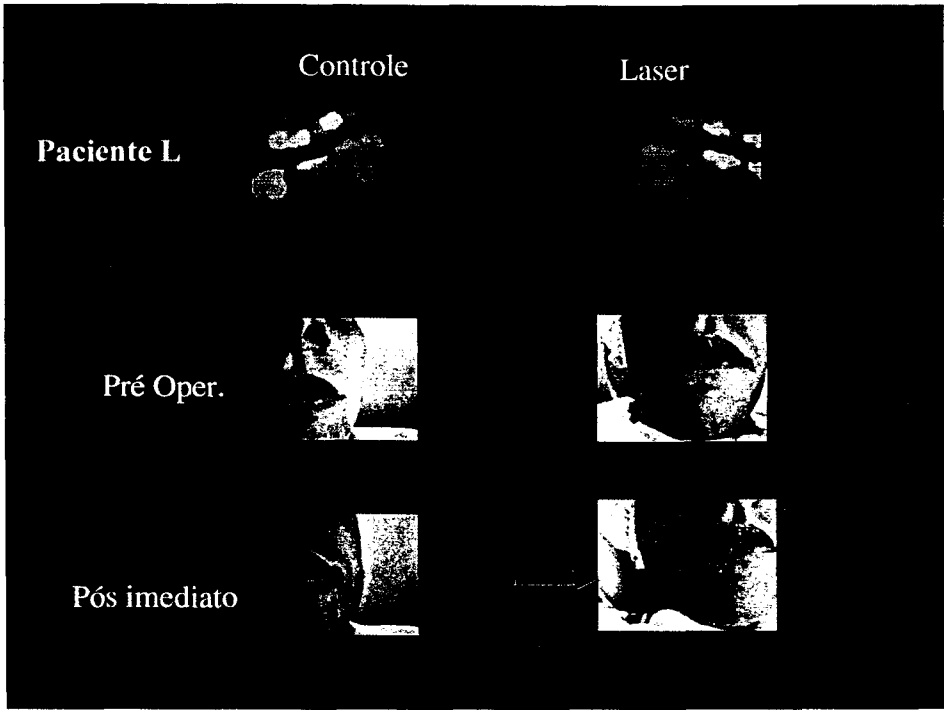 Controle Laser
Paciente L
Pré Oper.
Pós imediato